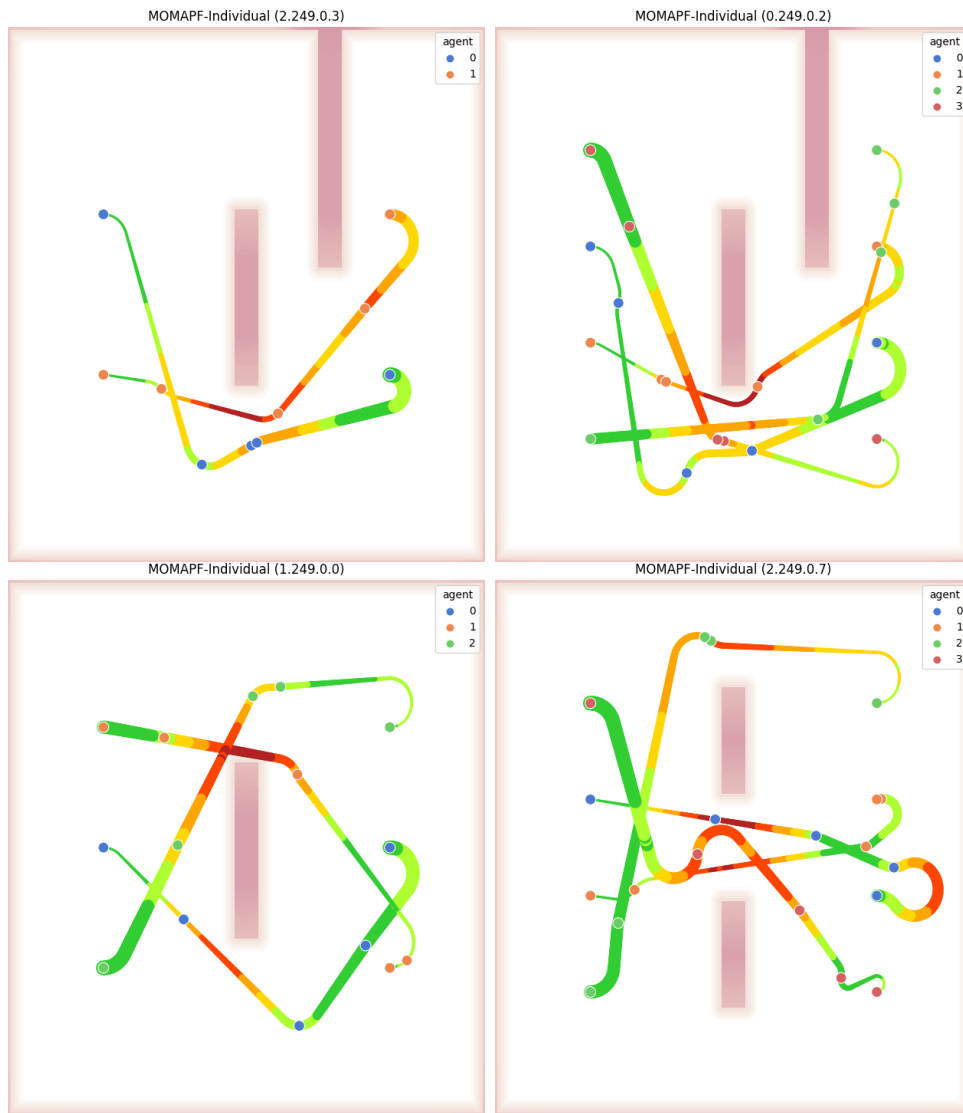 MOMAPF-Individual (2.249.0.3)
agent
0
1
MOMAPF-Individual (0.249.0.2)
agent
0
1
2
3
MOMAPF-Individual (1.249.0.0)
agent
0
1
2
MOMAPF-Individual (2.249.0.7)
agent
0
1
2
3